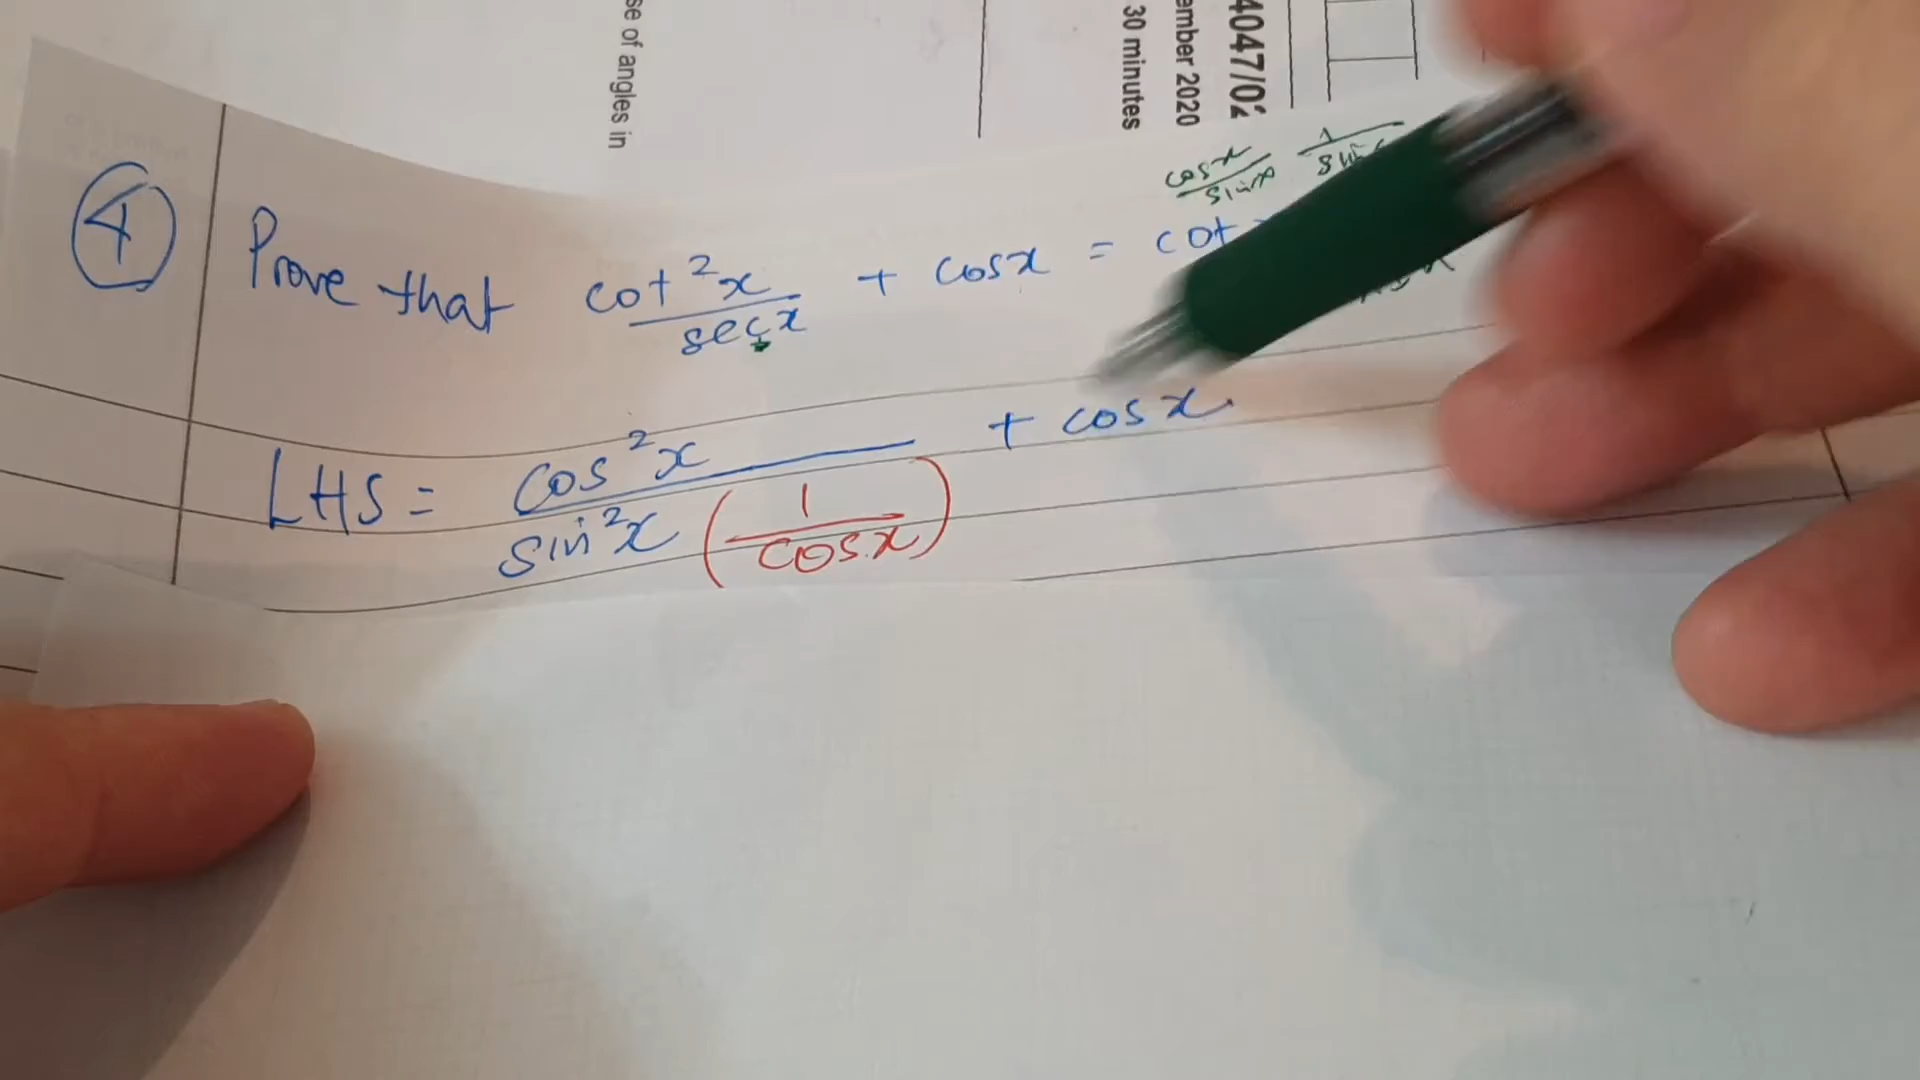 se of angles in
30 minutes
ember 2020
4047/02
cos x / sin x
4 Prove that cot²x / sec x + cos x = cot
LHS = cos²x / sin²x (1 / cos x) + cos x